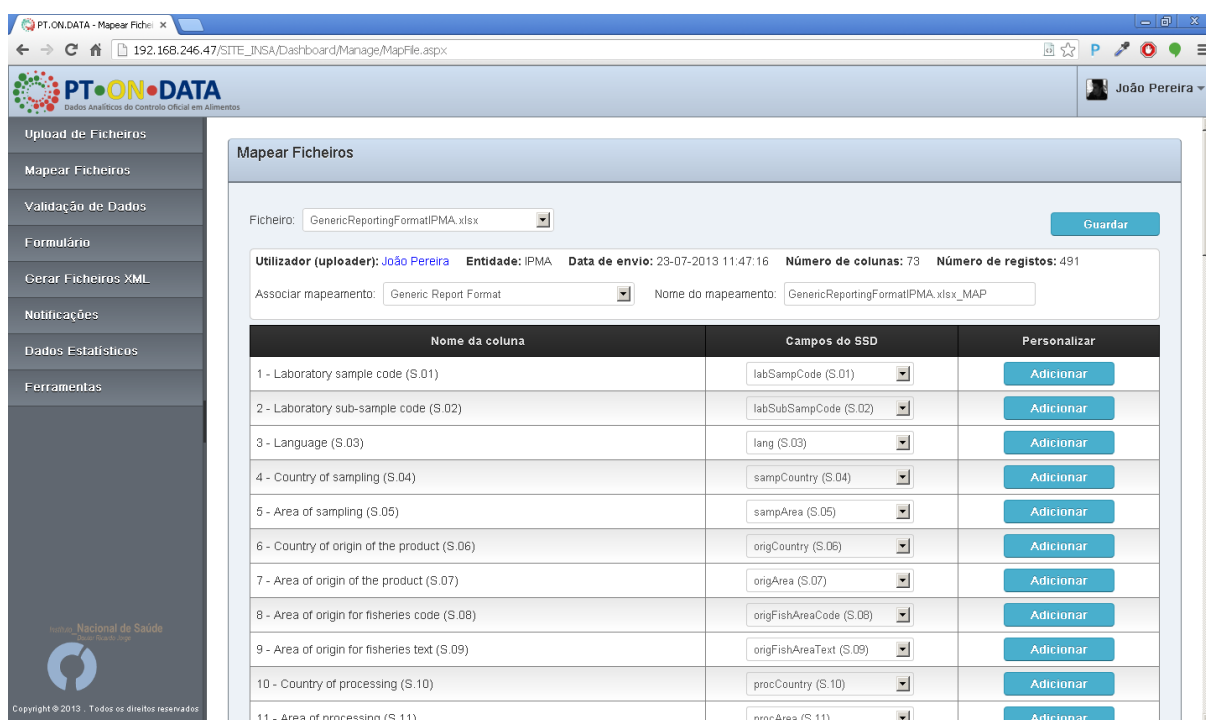 PT.ON.DATA - Mapear Fichei
192.168.246.47/SITE_INSA/Dashboard/Manage/MapFile.aspx
PT•ON•DATA
Dados Analíticos do Controlo Oficial em Alimentos
João Pereira
Upload de Ficheiros
Mapear Ficheiros
Validação de Dados
Formulário
Gerar Ficheiros XML
Notificações
Dados Estatísticos
Ferramentas
Nacional de Saúde
Copyright © 2013 . Todos os direitos reservados
Mapear Ficheiros
Ficheiro: GenericReportingFormatIPMA.xlsx
Guardar
Utilizador (uploader): João Pereira Entidade: IPMA Data de envio: 23-07-2013 11:47:16 Número de colunas: 73 Número de registos: 491
Associar mapeamento: Generic Report Format Nome do mapeamento: GenericReportingFormatIPMA.xlsx_MAP
Nome da coluna Campos do SSD Personalizar
1 - Laboratory sample code (S.01) labSampCode (S.01) Adicionar
2 - Laboratory sub-sample code (S.02) labSubSampCode (S.02) Adicionar
3 - Language (S.03) lang (S.03) Adicionar
4 - Country of sampling (S.04) sampCountry (S.04) Adicionar
5 - Area of sampling (S.05) sampArea (S.05) Adicionar
6 - Country of origin of the product (S.06) origCountry (S.06) Adicionar
7 - Area of origin of the product (S.07) origArea (S.07) Adicionar
8 - Area of origin for fisheries code (S.08) origFishAreaCode (S.08) Adicionar
9 - Area of origin for fisheries text (S.09) origFishAreaText (S.09) Adicionar
10 - Country of processing (S.10) procCountry (S.10) Adicionar
11 - Area of processing (S.11) procArea (S.11) Adicionar